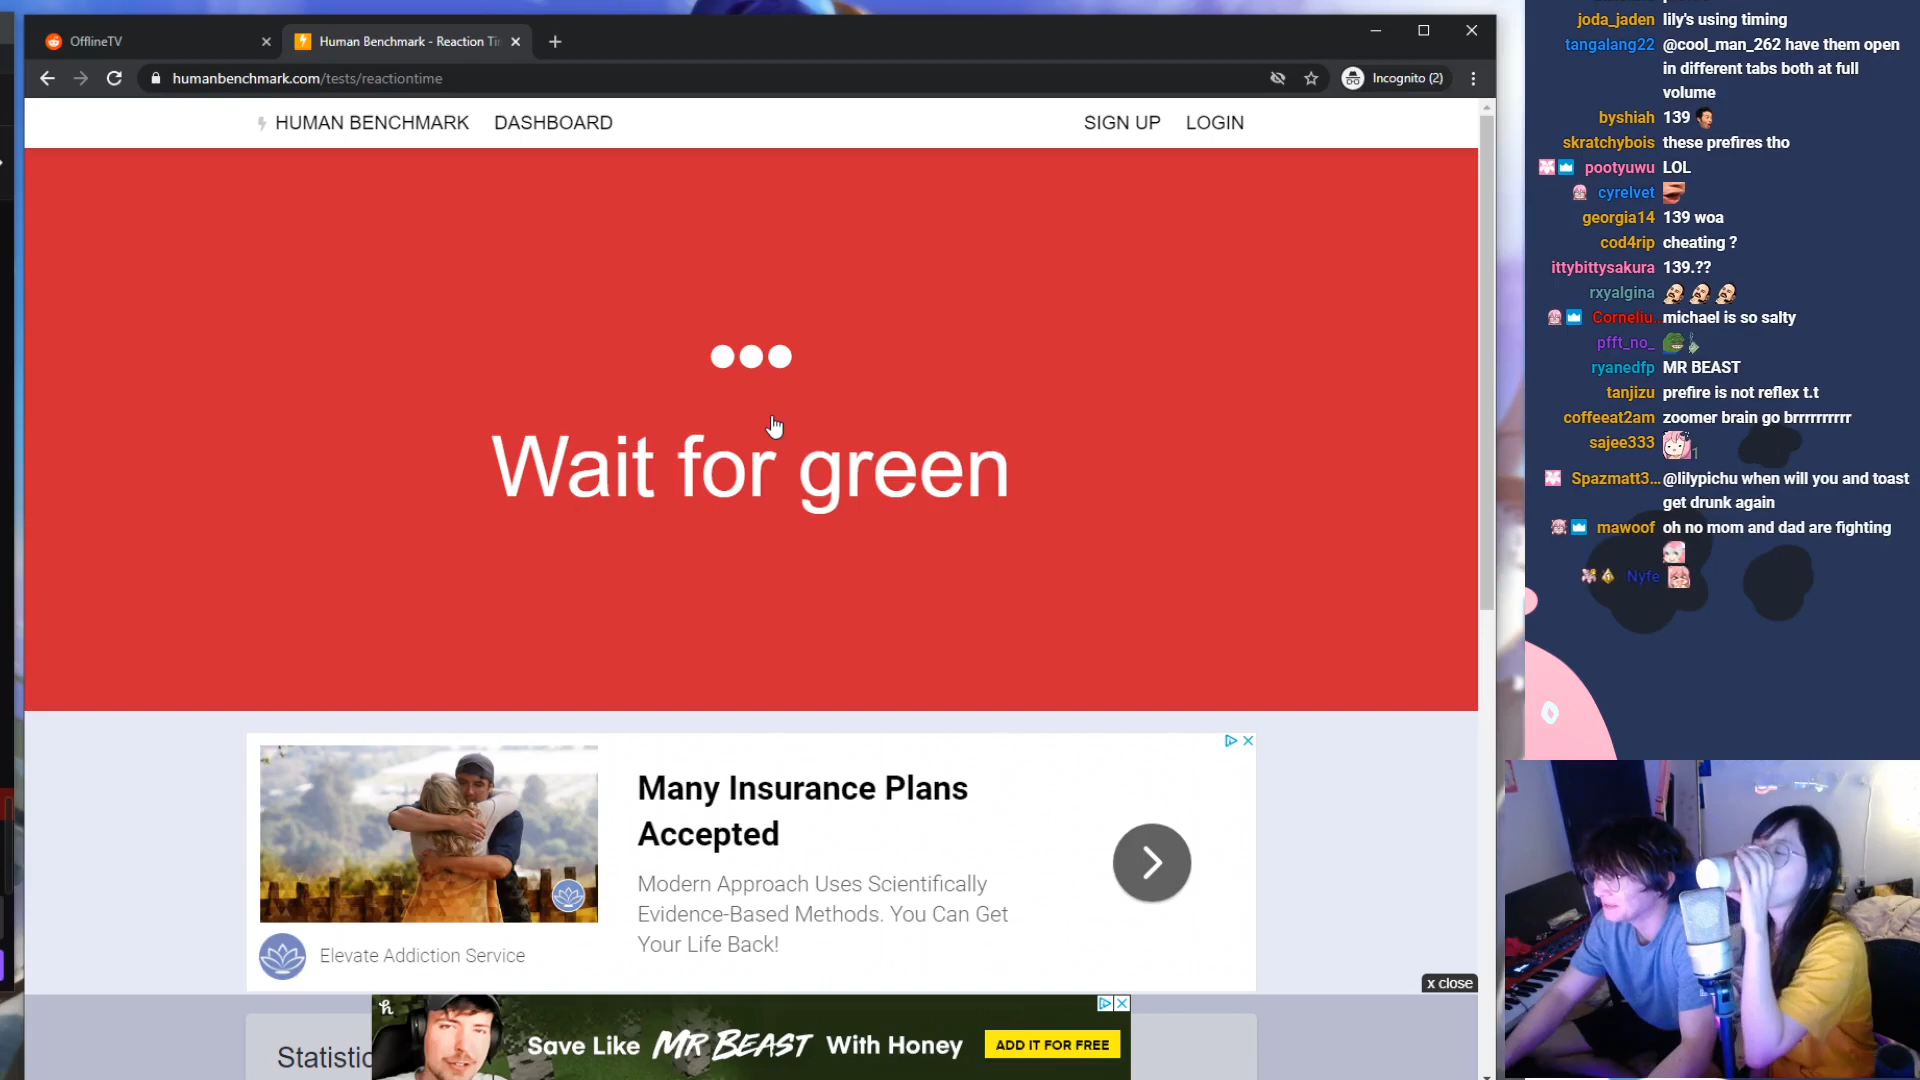 OfflineTV
Human Benchmark - Reaction Ti
humanbenchmark.com/tests/reactiontime
Incognito (2)
HUMAN BENCHMARK
DASHBOARD
SIGN UP
LOGIN
Wait for green
Many Insurance Plans
Accepted
Modern Approach Uses Scientifically
Evidence-Based Methods. You Can Get
Your Life Back!
Elevate Addiction Service
x close
Statistic
Save Like MR BEAST With Honey
ADD IT FOR FREE
joda_jaden lily's using timing
tangalang22 @cool_man_262 have them open
in different tabs both at full
volume
byshiah 139
skratchybois these prefires tho
pootyuwu LOL
cyrelvet
georgia14 139 woa
cod4rip cheating ?
ittybittysakura 139.??
rxyalgina
Corneliu... michael is so salty
pfft_no_
ryanedfp MR BEAST
tanjizu prefire is not reflex t.t
coffeeat2am zoomer brain go brrrrrrrrrr
sajee333 1
Spazmatt3... @lilypichu when will you and toast
get drunk again
mawoof oh no mom and dad are fighting
Nyfe